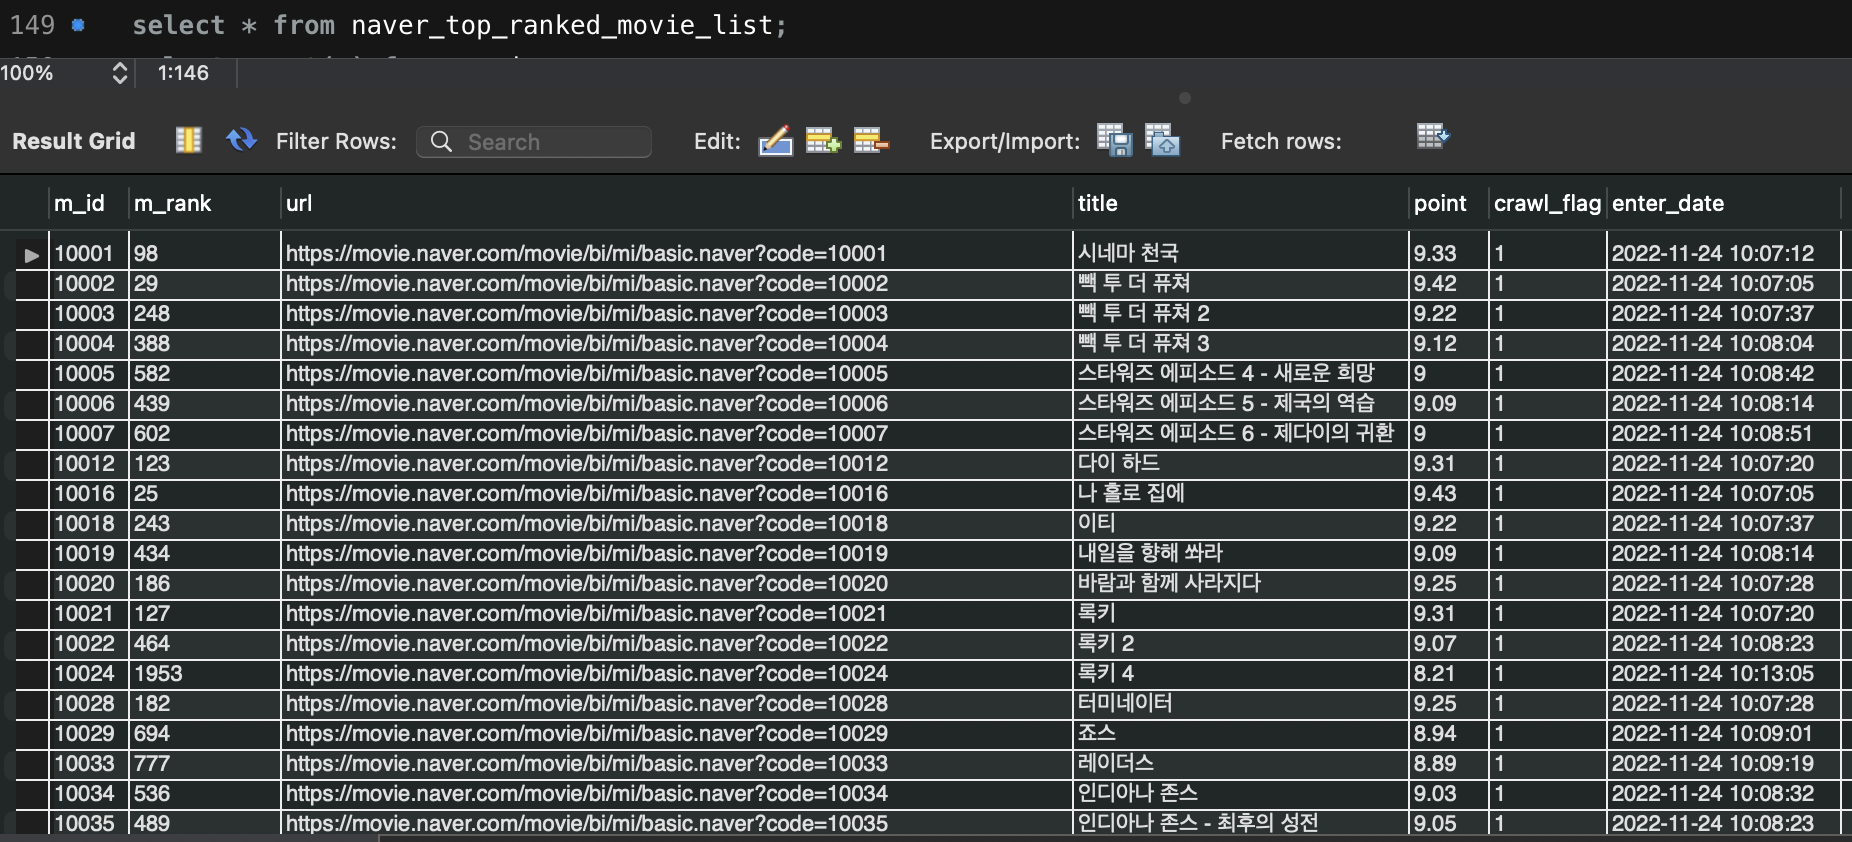 149 select * from naver_top_ranked_movie_list;
100% 1:146
Result Grid Filter Rows: Search Edit: Export/Import: Fetch rows:
m_id m_rank url title point crawl_flag enter_date
10001 98 https://movie.naver.com/movie/bi/mi/basic.naver?code=10001 시네마 천국 9.33 1 2022-11-24 10:07:12
10002 29 https://movie.naver.com/movie/bi/mi/basic.naver?code=10002 빽 투 더 퓨쳐 9.42 1 2022-11-24 10:07:05
10003 248 https://movie.naver.com/movie/bi/mi/basic.naver?code=10003 빽 투 더 퓨쳐 2 9.22 1 2022-11-24 10:07:37
10004 388 https://movie.naver.com/movie/bi/mi/basic.naver?code=10004 빽 투 더 퓨쳐 3 9.12 1 2022-11-24 10:08:04
10005 582 https://movie.naver.com/movie/bi/mi/basic.naver?code=10005 스타워즈 에피소드 4 - 새로운 희망 9 1 2022-11-24 10:08:42
10006 439 https://movie.naver.com/movie/bi/mi/basic.naver?code=10006 스타워즈 에피소드 5 - 제국의 역습 9.09 1 2022-11-24 10:08:14
10007 602 https://movie.naver.com/movie/bi/mi/basic.naver?code=10007 스타워즈 에피소드 6 - 제다이의 귀환 9 1 2022-11-24 10:08:51
10012 123 https://movie.naver.com/movie/bi/mi/basic.naver?code=10012 다이 하드 9.31 1 2022-11-24 10:07:20
10016 25 https://movie.naver.com/movie/bi/mi/basic.naver?code=10016 나 홀로 집에 9.43 1 2022-11-24 10:07:05
10018 243 https://movie.naver.com/movie/bi/mi/basic.naver?code=10018 이티 9.22 1 2022-11-24 10:07:37
10019 434 https://movie.naver.com/movie/bi/mi/basic.naver?code=10019 내일을 향해 쏴라 9.09 1 2022-11-24 10:08:14
10020 186 https://movie.naver.com/movie/bi/mi/basic.naver?code=10020 바람과 함께 사라지다 9.25 1 2022-11-24 10:07:28
10021 127 https://movie.naver.com/movie/bi/mi/basic.naver?code=10021 록키 9.31 1 2022-11-24 10:07:20
10022 464 https://movie.naver.com/movie/bi/mi/basic.naver?code=10022 록키 2 9.07 1 2022-11-24 10:08:23
10024 1953 https://movie.naver.com/movie/bi/mi/basic.naver?code=10024 록키 4 8.21 1 2022-11-24 10:13:05
10028 182 https://movie.naver.com/movie/bi/mi/basic.naver?code=10028 터미네이터 9.25 1 2022-11-24 10:07:28
10029 694 https://movie.naver.com/movie/bi/mi/basic.naver?code=10029 죠스 8.94 1 2022-11-24 10:09:01
10033 777 https://movie.naver.com/movie/bi/mi/basic.naver?code=10033 레이더스 8.89 1 2022-11-24 10:09:19
10034 536 https://movie.naver.com/movie/bi/mi/basic.naver?code=10034 인디아나 존스 9.03 1 2022-11-24 10:08:32
10035 489 https://movie.naver.com/movie/bi/mi/basic.naver?code=10035 인디아나 존스 - 최후의 성전 9.05 1 2022-11-24 10:08:23